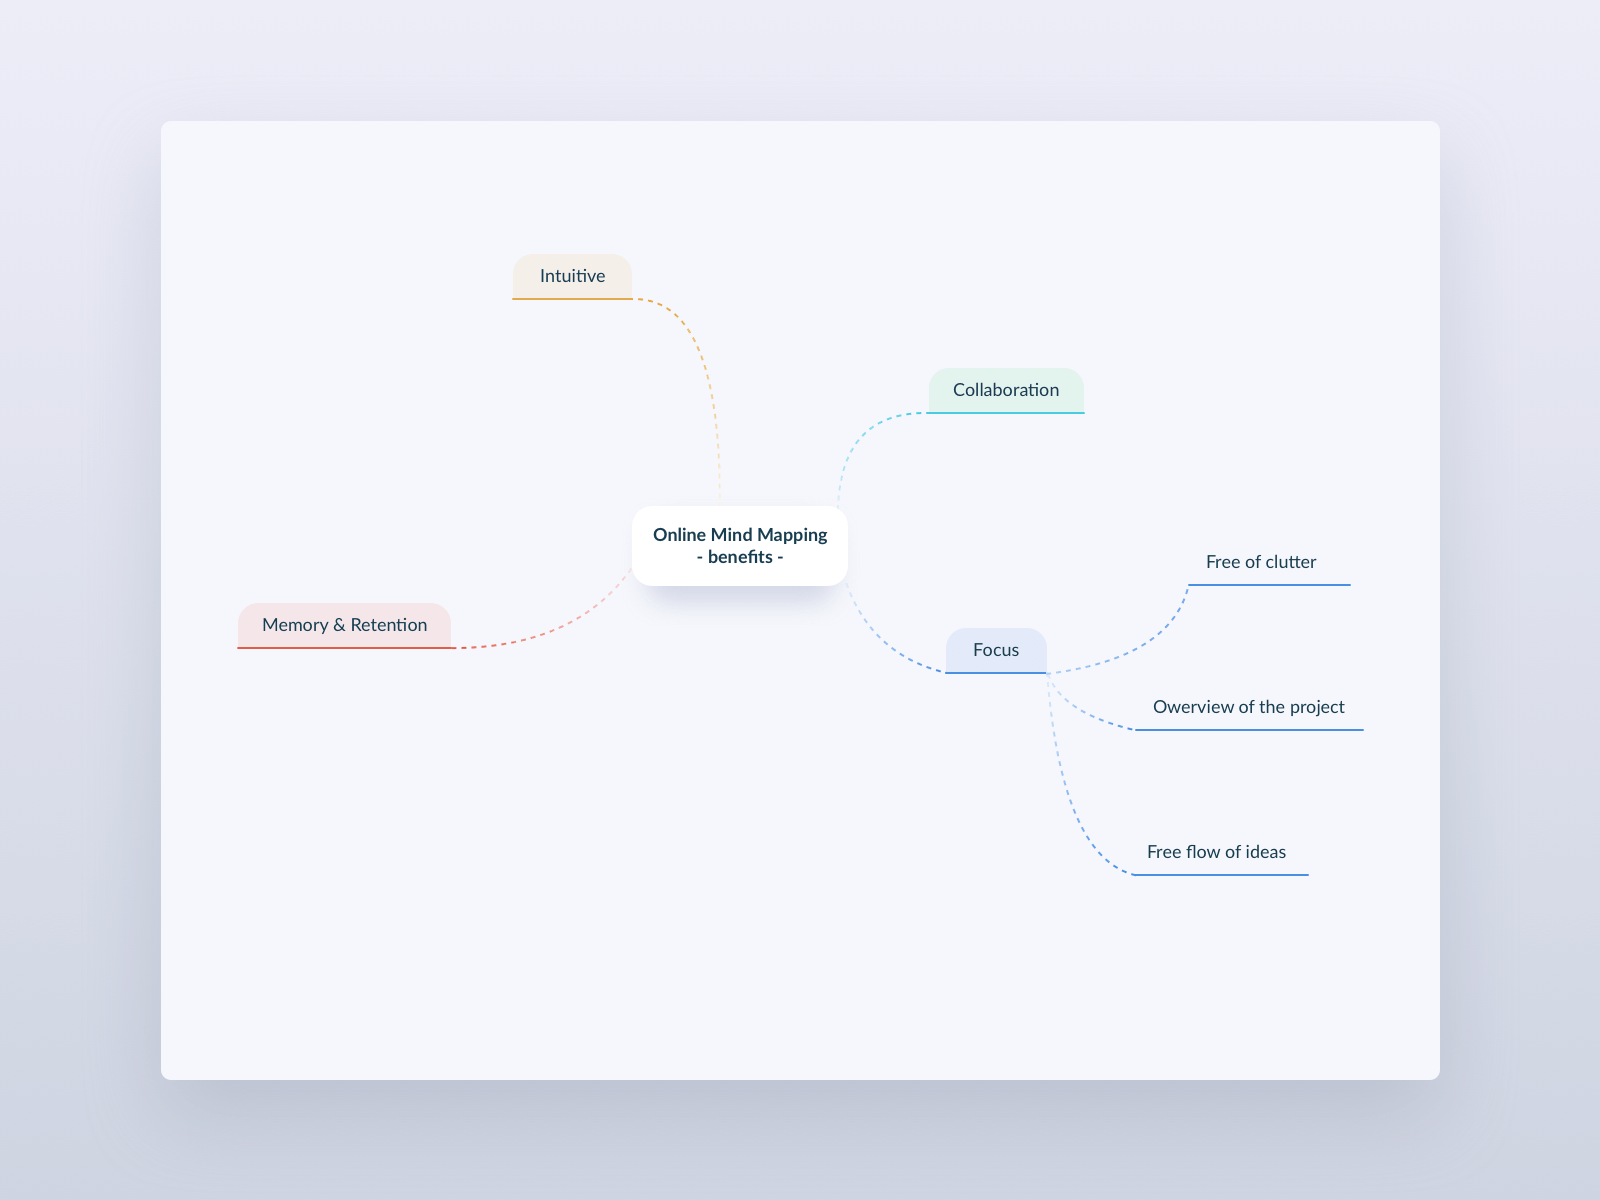 Intuitive
Collaboration
Online Mind Mapping
- benefits -
Free of clutter
Memory & Retention
Focus
Owerview of the project
Free flow of ideas